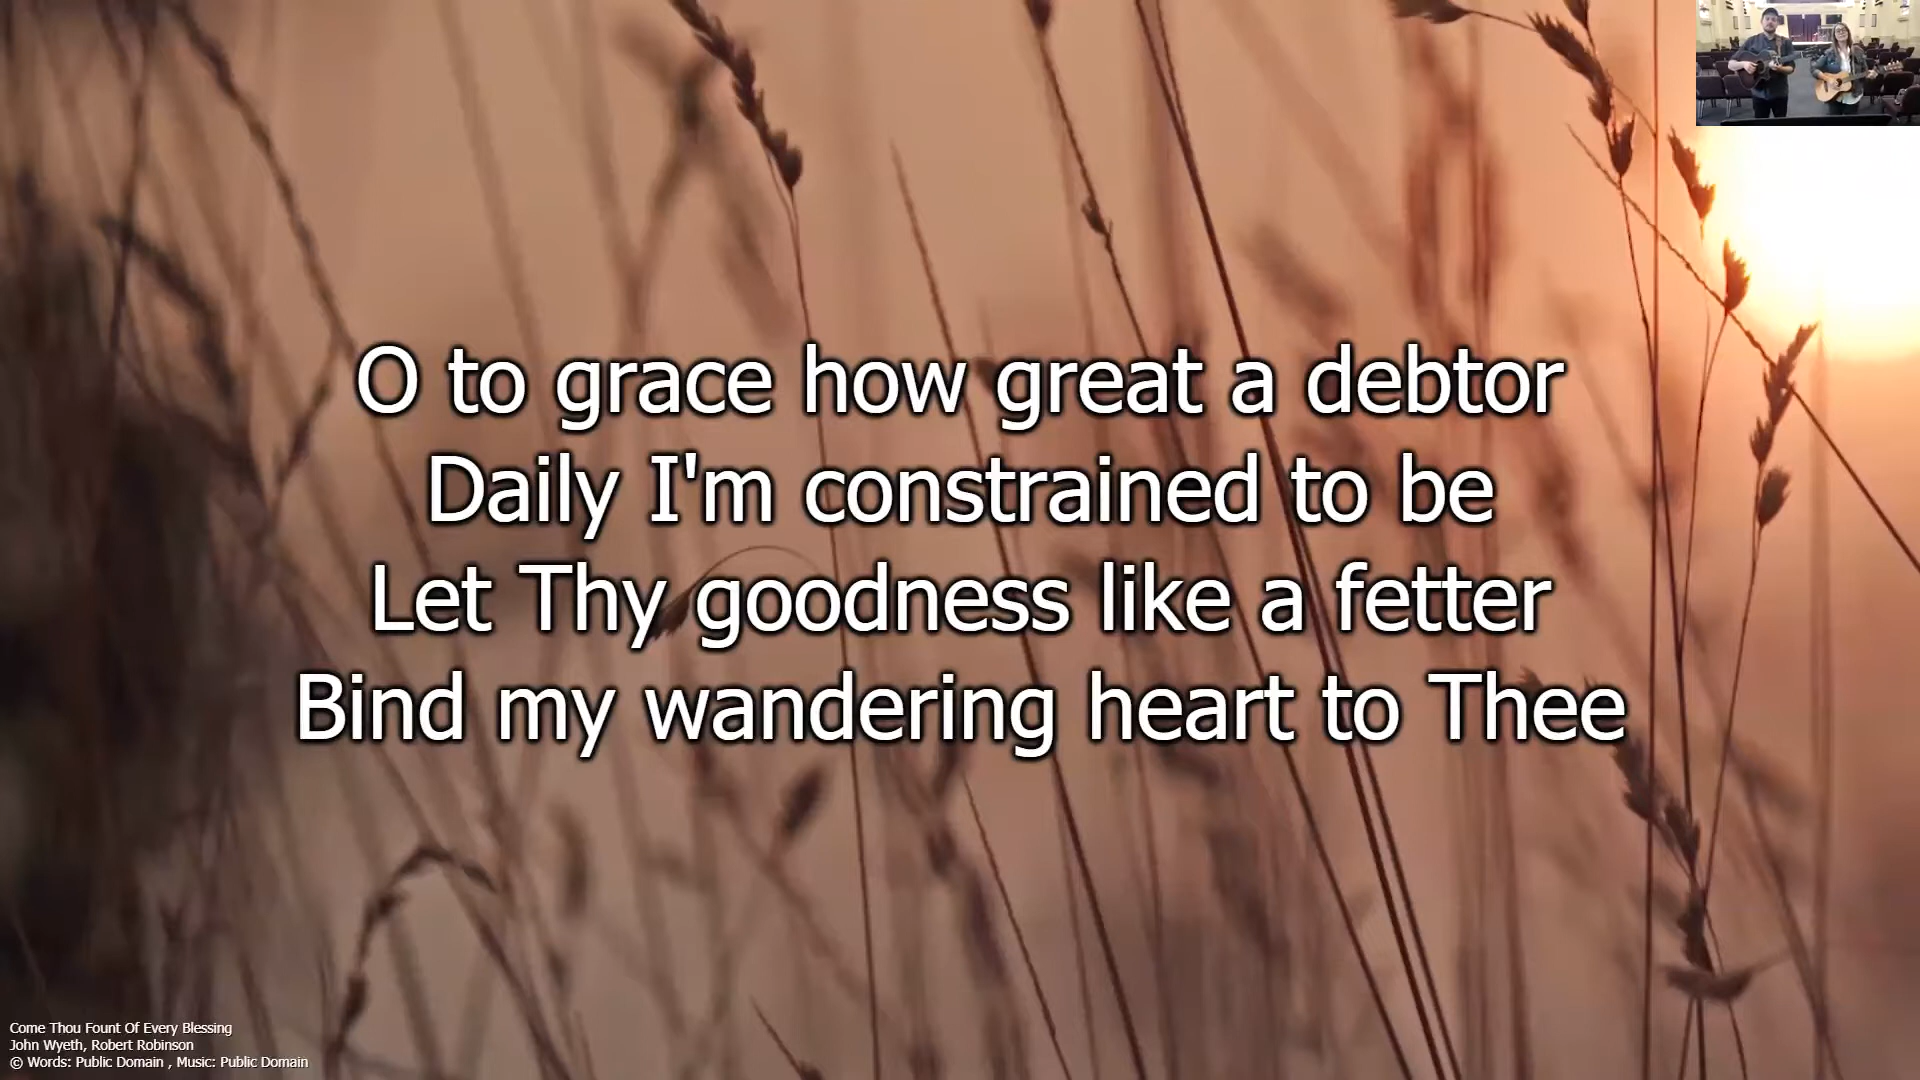 O to grace how great a debtor
Daily I'm constrained to be
Let Thy goodness like a fetter
Bind my wandering heart to Thee
Come Thou Fount Of Every Blessing
John Wyeth, Robert Robinson
© Words: Public Domain , Music: Public Domain